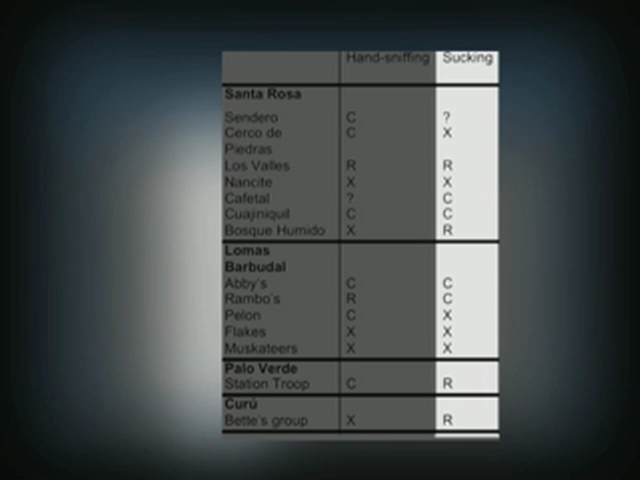 Hand-sniffing Sucking
Santa Rosa
Sendero C ?
Cerco de C X
Piedras
Los Valles R R
Nancite X X
Cafetal ? C
Cuajiniquil C C
Bosque Humido X R
Lomas
Barbudal
Abby's C C
Rambo's R C
Pelon C X
Flakes X X
Muskateers X X
Palo Verde
Station Troop C R
Curú
Bette's group X R